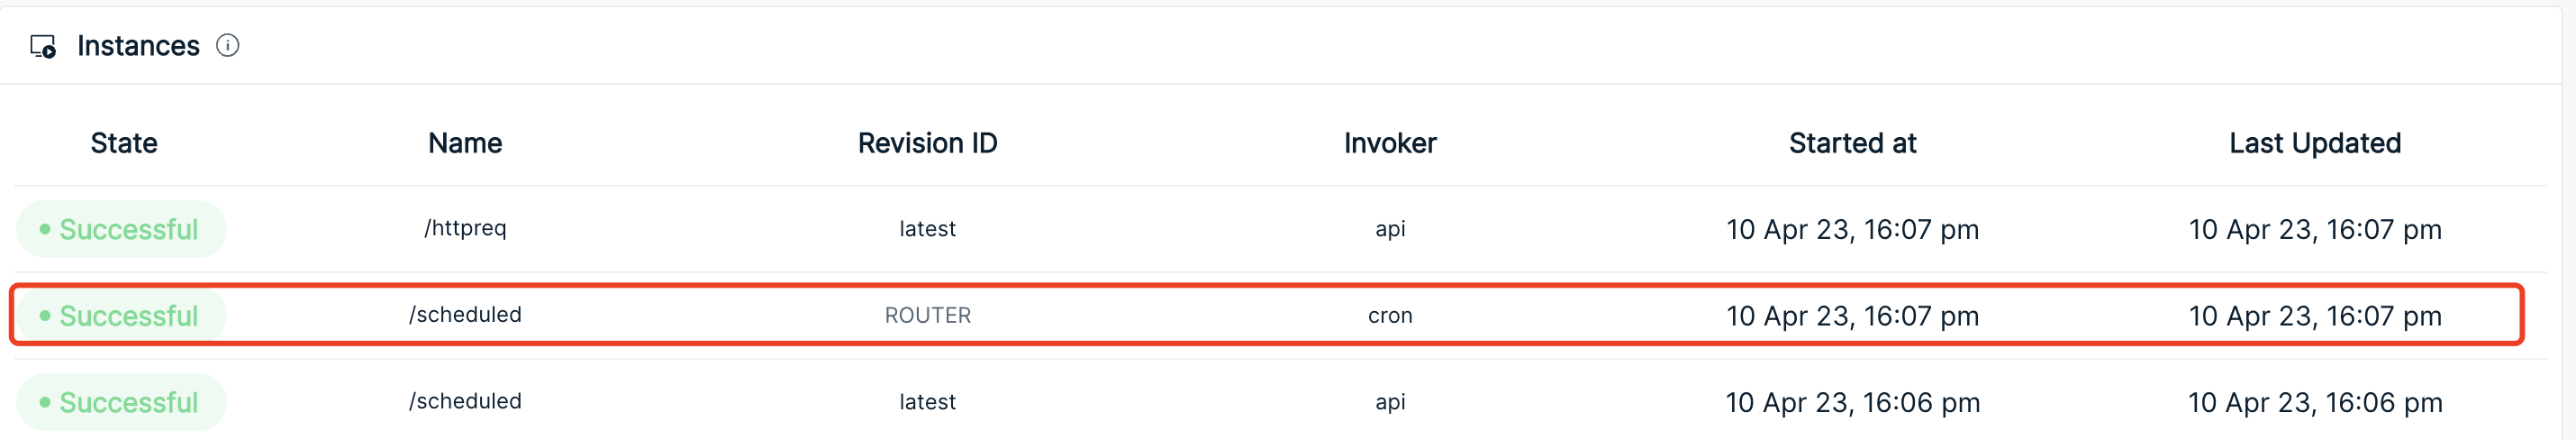 Instances
State Name Revision ID Invoker Started at Last Updated
Successful /httpreq latest api 10 Apr 23, 16:07 pm 10 Apr 23, 16:07 pm
Successful /scheduled ROUTER cron 10 Apr 23, 16:07 pm 10 Apr 23, 16:07 pm
Successful /scheduled latest api 10 Apr 23, 16:06 pm 10 Apr 23, 16:06 pm